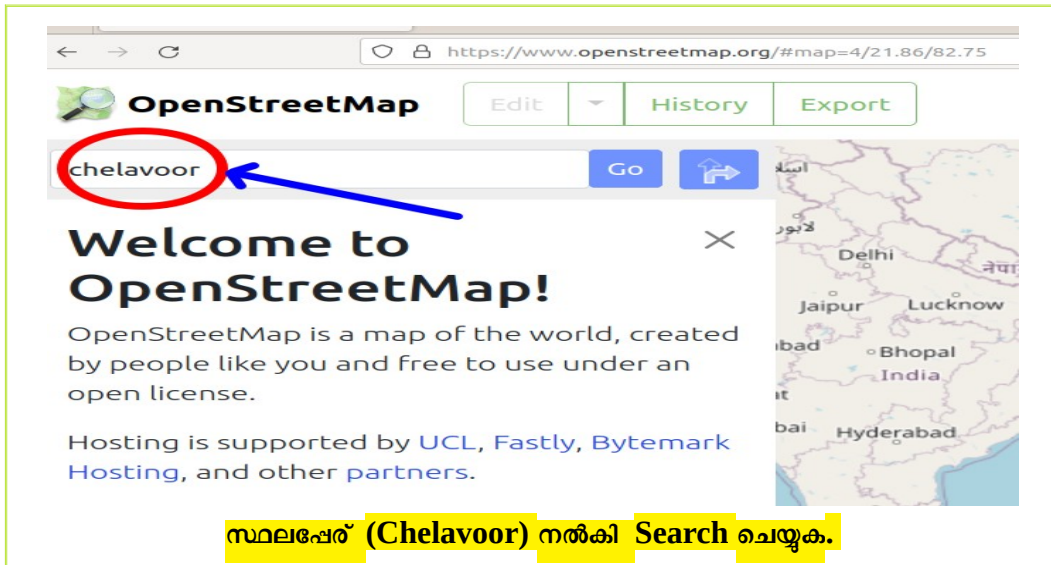 https://www.openstreetmap.org/#map=4/21.86/82.75
OpenStreetMap
Edit
History
Export
chelavoor
Go
Welcome to
OpenStreetMap!
OpenStreetMap is a map of the world, created
by people like you and free to use under an
open license.
Hosting is supported by UCL, Fastly, Bytemark
Hosting, and other partners.
Delhi
Jaipur
Lucknow
bad
Bhopal
India
bai
Hyderabad
സ്ഥലപ്പേര് (Chelavoor) നൽകി Search ചെയ്യുക.